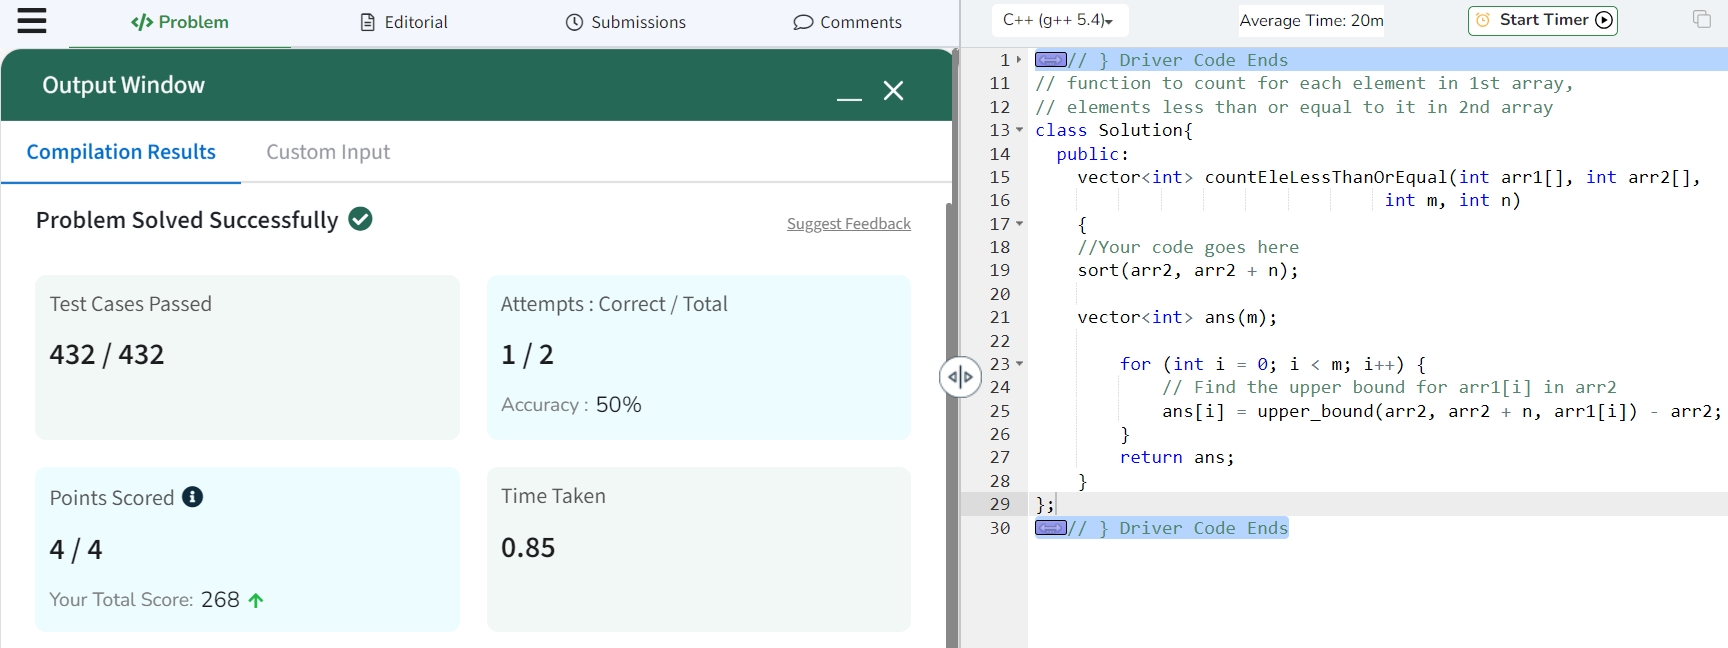 </> Problem
Editorial
Submissions
Comments
Output Window
Compilation Results
Custom Input
Problem Solved Successfully
Suggest Feedback
Test Cases Passed
432 / 432
Attempts : Correct / Total
1 / 2
Accuracy : 50%
Points Scored
4 / 4
Your Total Score: 268
Time Taken
0.85
C++ (g++ 5.4)
Average Time: 20m
Start Timer
1 // } Driver Code Ends
11 // function to count for each element in 1st array,
12 // elements less than or equal to it in 2nd array
13 class Solution{
14 public:
15 vector<int> countEleLessThanOrEqual(int arr1[], int arr2[],
16 int m, int n)
17 {
18 //Your code goes here
19 sort(arr2, arr2 + n);
20
21 vector<int> ans(m);
22
23 for (int i = 0; i < m; i++) {
24 // Find the upper bound for arr1[i] in arr2
25 ans[i] = upper_bound(arr2, arr2 + n, arr1[i]) - arr2;
26 }
27 return ans;
28 }
29 };
30 // } Driver Code Ends